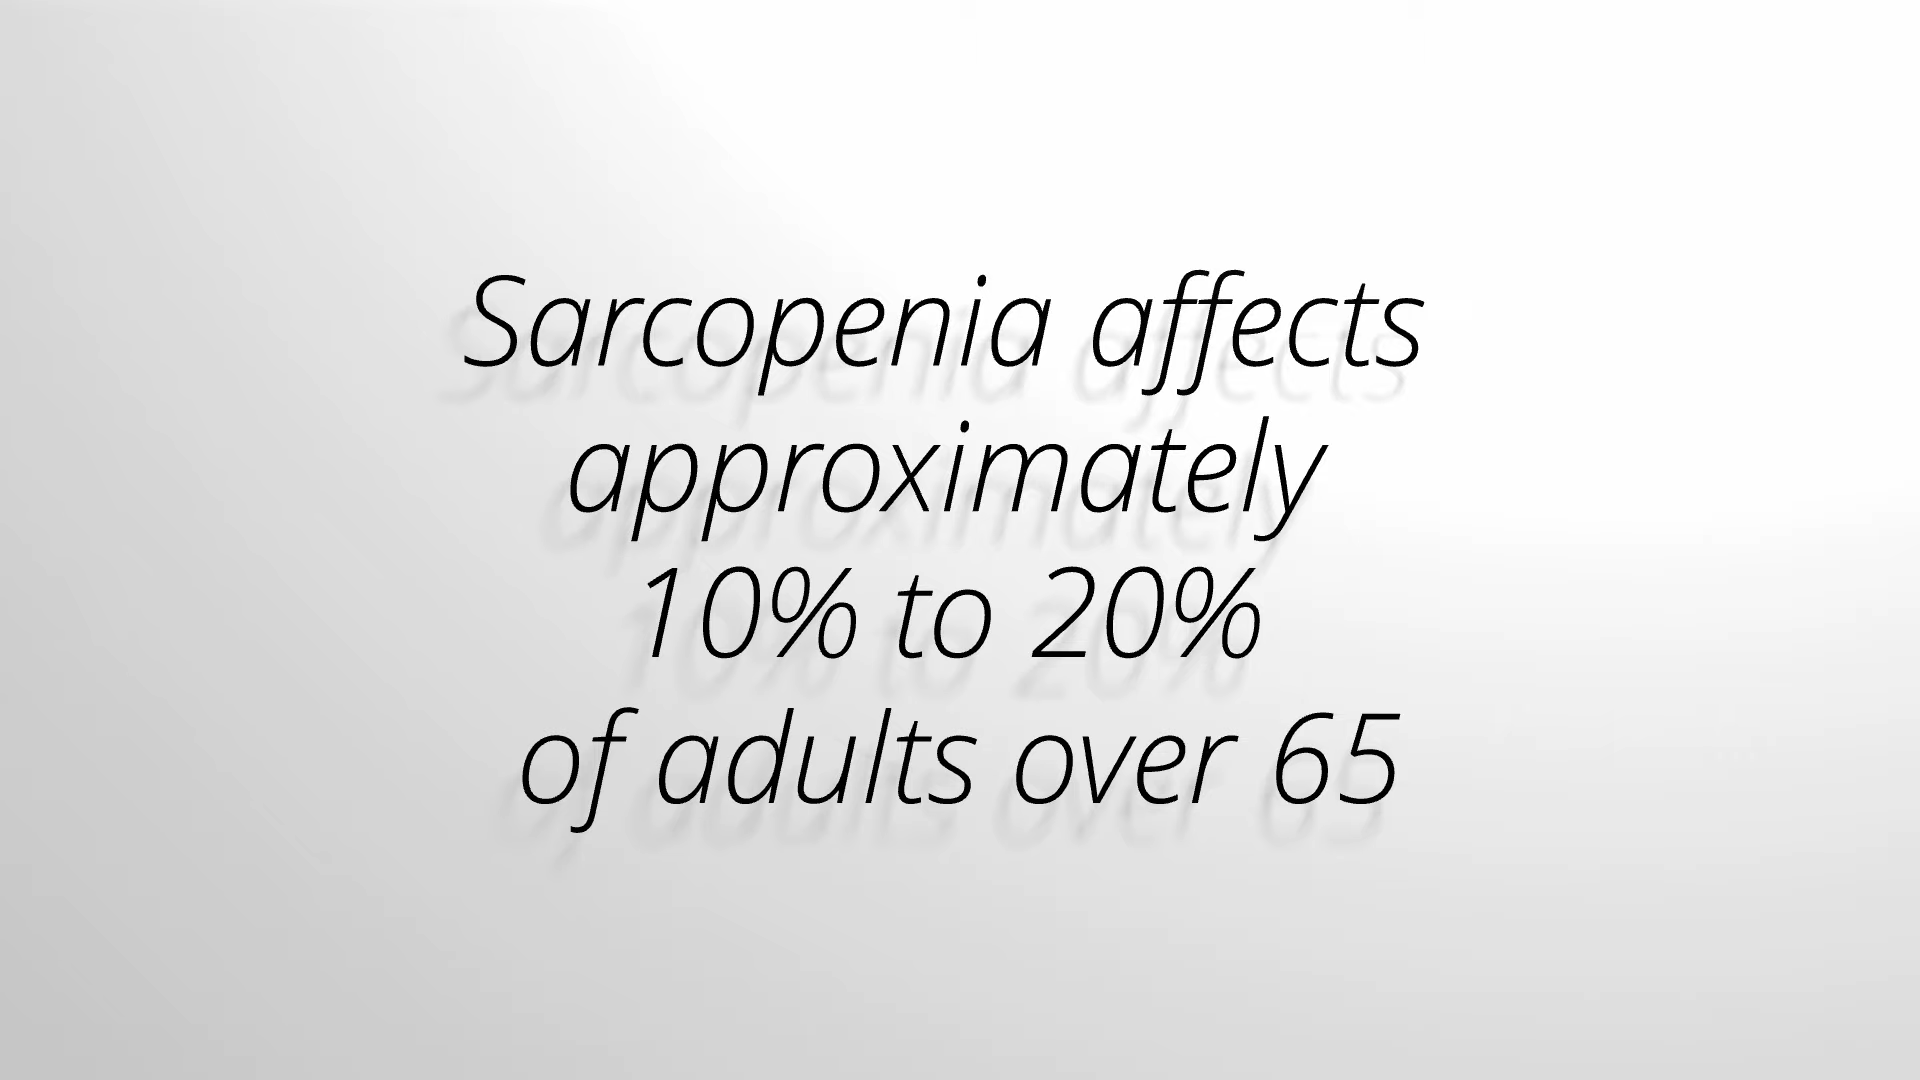 Sarcopenia affects
approximately
10% to 20%
of adults over 65